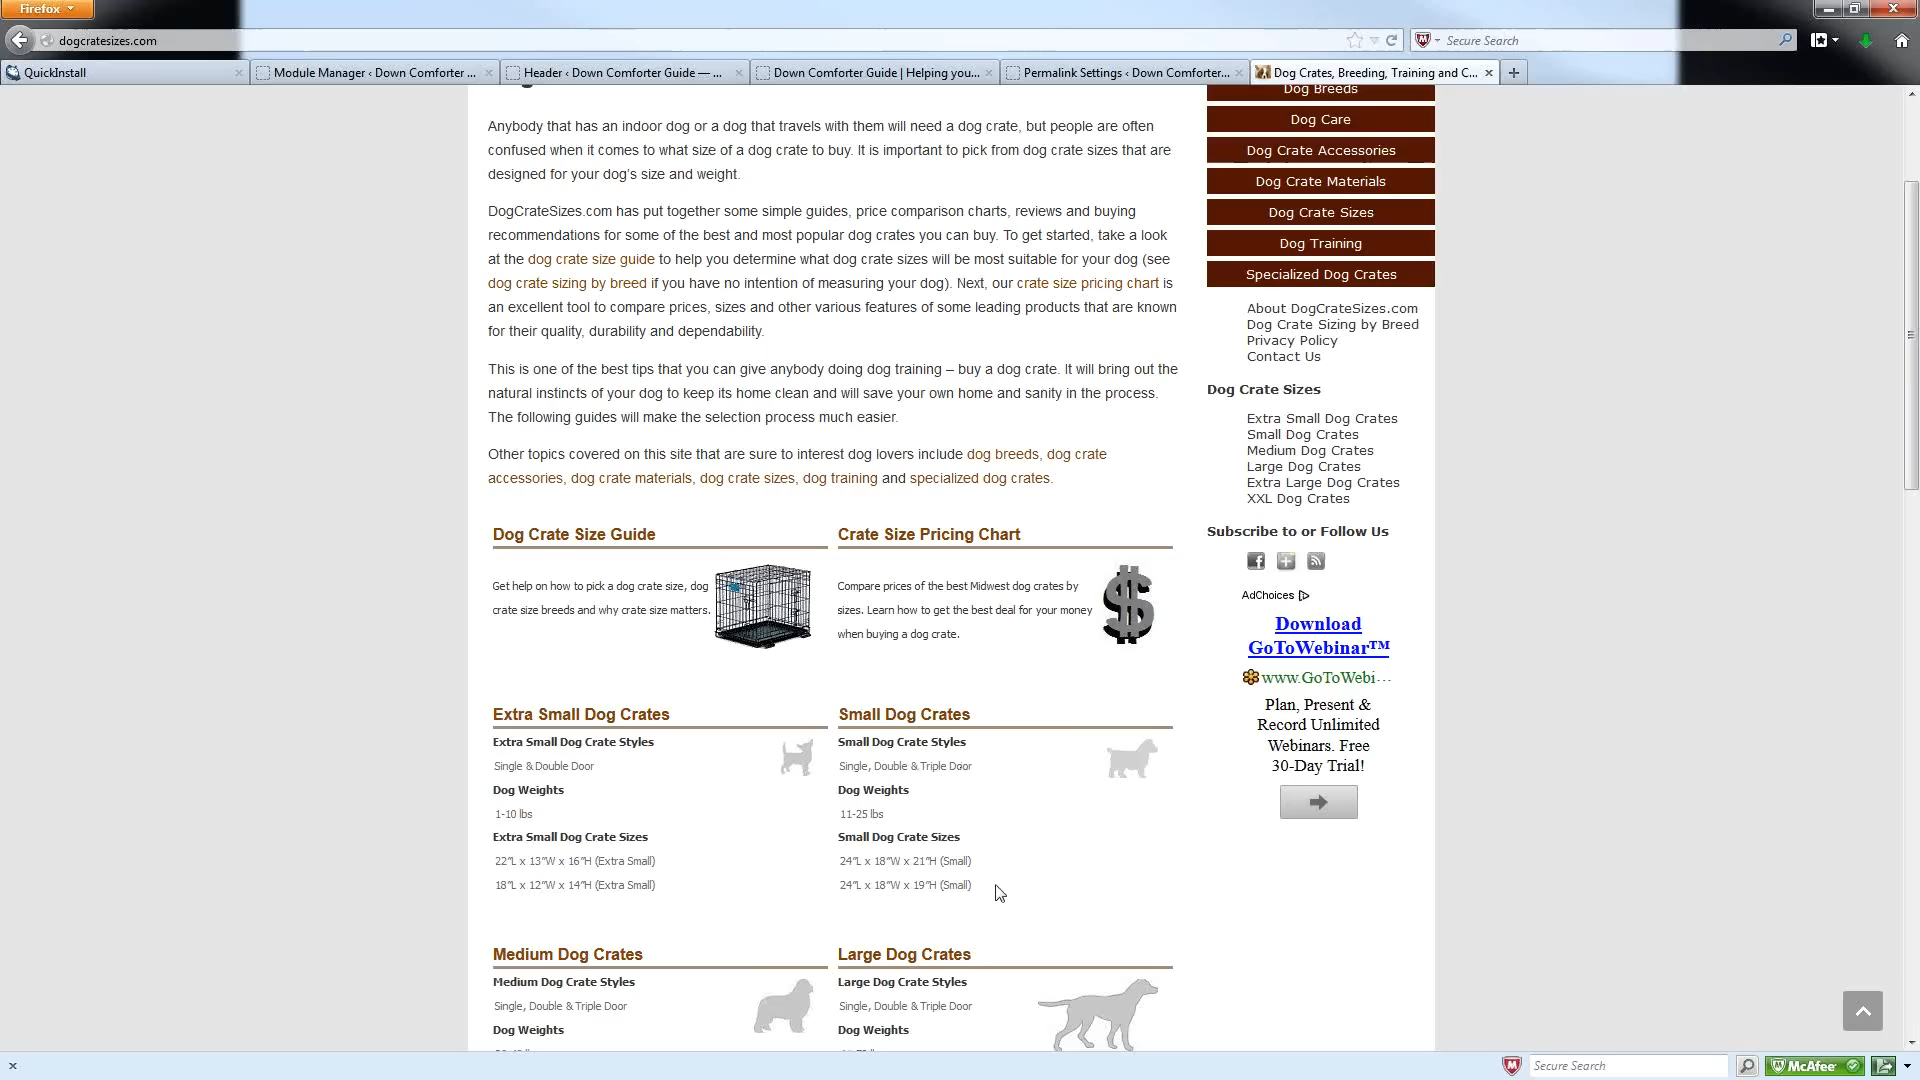 Firefox
dogcratesizes.com
Secure Search
QuickInstall
Module Manager ‹ Down Comforter ...
Header ‹ Down Comforter Guide — ...
Down Comforter Guide | Helping you...
Permalink Settings ‹ Down Comforter...
Dog Crates, Breeding, Training and C...
Anybody that has an indoor dog or a dog that travels with them will need a dog crate, but people are often
confused when it comes to what size of a dog crate to buy. It is important to pick from dog crate sizes that are
designed for your dog's size and weight.
DogCrateSizes.com has put together some simple guides, price comparison charts, reviews and buying
recommendations for some of the best and most popular dog crates you can buy. To get started, take a look
at the dog crate size guide to help you determine what dog crate sizes will be most suitable for your dog (see
dog crate sizing by breed if you have no intention of measuring your dog). Next, our crate size pricing chart is
an excellent tool to compare prices, sizes and other various features of some leading products that are known
for their quality, durability and dependability.
This is one of the best tips that you can give anybody doing dog training – buy a dog crate. It will bring out the
natural instincts of your dog to keep its home clean and will save your own home and sanity in the process.
The following guides will make the selection process much easier.
Other topics covered on this site that are sure to interest dog lovers include dog breeds, dog crate
accessories, dog crate materials, dog crate sizes, dog training and specialized dog crates.
Dog Crate Size Guide
Get help on how to pick a dog crate size, dog
crate size breeds and why crate size matters.
Crate Size Pricing Chart
Compare prices of the best Midwest dog crates by
sizes. Learn how to get the best deal for your money
when buying a dog crate.
Extra Small Dog Crates
Extra Small Dog Crate Styles
Single & Double Door
Dog Weights
1-10 lbs
Extra Small Dog Crate Sizes
22"L x 13"W x 16"H (Extra Small)
18"L x 12"W x 14"H (Extra Small)
Small Dog Crates
Small Dog Crate Styles
Single, Double & Triple Door
Dog Weights
11-25 lbs
Small Dog Crate Sizes
24"L x 18"W x 21"H (Small)
24"L x 18"W x 19"H (Small)
Medium Dog Crates
Medium Dog Crate Styles
Single, Double & Triple Door
Dog Weights
Large Dog Crates
Large Dog Crate Styles
Single, Double & Triple Door
Dog Weights
Dog Breeds
Dog Care
Dog Crate Accessories
Dog Crate Materials
Dog Crate Sizes
Dog Training
Specialized Dog Crates
About DogCrateSizes.com
Dog Crate Sizing by Breed
Privacy Policy
Contact Us
Dog Crate Sizes
Extra Small Dog Crates
Small Dog Crates
Medium Dog Crates
Large Dog Crates
Extra Large Dog Crates
XXL Dog Crates
Subscribe to or Follow Us
AdChoices
Download
GoToWebinar™
www.GoToWebi...
Plan, Present &
Record Unlimited
Webinars. Free
30-Day Trial!
Secure Search
McAfee